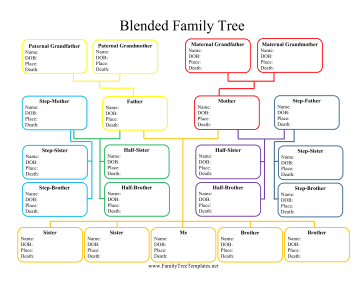 Blended Family Tree
Paternal Grandfather
Name:
DOB:
Place:
Death:
Paternal Grandmother
Name:
DOB:
Place:
Death:
Maternal Grandfather
Name:
DOB:
Place:
Death:
Maternal Grandmother
Name:
DOB:
Place:
Death:
Step-Mother
Name:
DOB:
Place:
Death:
Father
Name:
DOB:
Place:
Death:
Mother
Name:
DOB:
Place:
Death:
Step-Father
Name:
DOB:
Place:
Death:
Step-Sister
Name:
DOB:
Place:
Death:
Half-Sister
Name:
DOB:
Place:
Death:
Half-Sister
Name:
DOB:
Place:
Death:
Step-Sister
Name:
DOB:
Place:
Death:
Step-Brother
Name:
DOB:
Place:
Death:
Half-Brother
Name:
DOB:
Place:
Death:
Half-Brother
Name:
DOB:
Place:
Death:
Step-Brother
Name:
DOB:
Place:
Death:
Sister
Name:
DOB:
Place:
Death:
Sister
Name:
DOB:
Place:
Death:
Me
Name:
DOB:
Place:
Death:
Brother
Name:
DOB:
Place:
Death:
Brother
Name:
DOB:
Place:
Death:
www.FamilyTreeTemplates.net